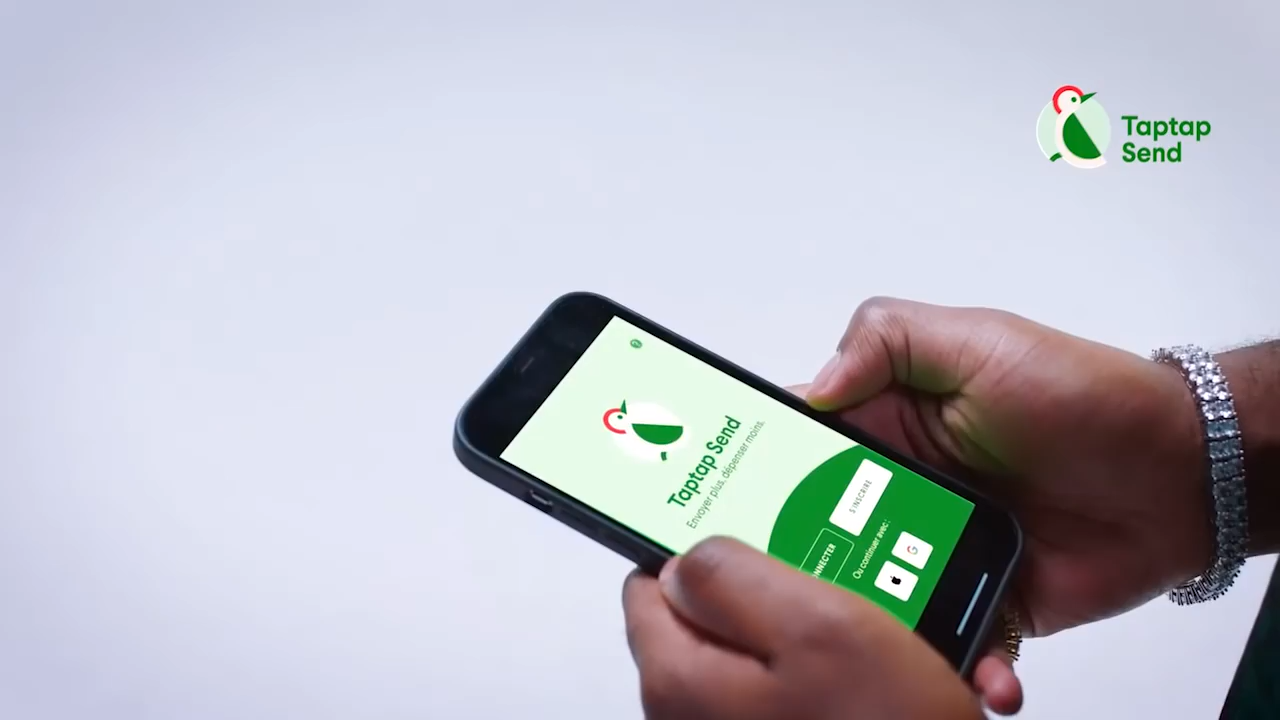 Taptap
Send
Taptap Send
Envoyer plus, dépenser moins.
S'INSCRIRE
Ou continuer avec :